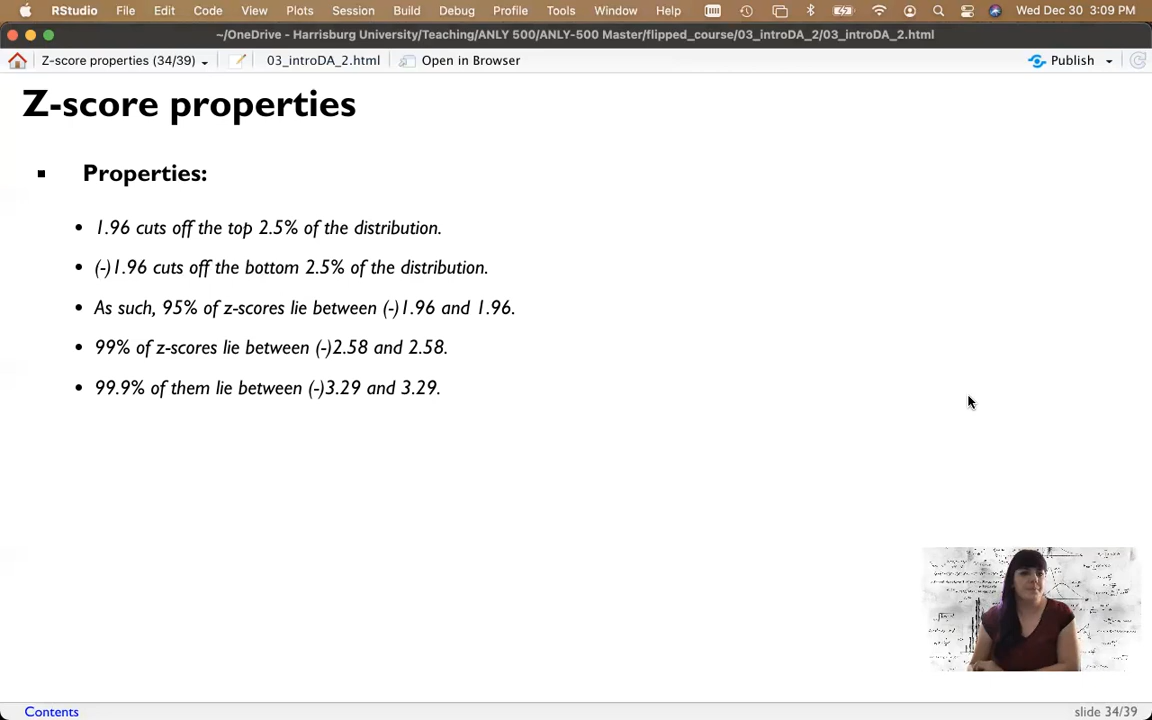 RStudio File Edit Code View Plots Session Build Debug Profile Tools Window Help Wed Dec 30 3:09 PM
~/OneDrive - Harrisburg University/Teaching/ANLY 500/ANLY-500 Master/flipped_course/03_introDA_2/03_introDA_2.html
Z-score properties (34/39) 03_introDA_2.html Open in Browser Publish
Z-score properties
Properties:
• 1.96 cuts off the top 2.5% of the distribution.
• (-)1.96 cuts off the bottom 2.5% of the distribution.
• As such, 95% of z-scores lie between (-)1.96 and 1.96.
• 99% of z-scores lie between (-)2.58 and 2.58.
• 99.9% of them lie between (-)3.29 and 3.29.
Contents slide 34/39